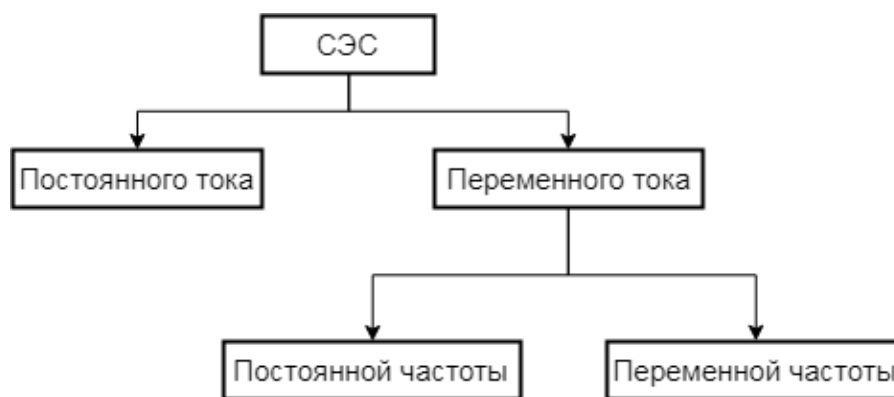 СЭС
Постоянного тока
Переменного тока
Постоянной частоты
Переменной частоты